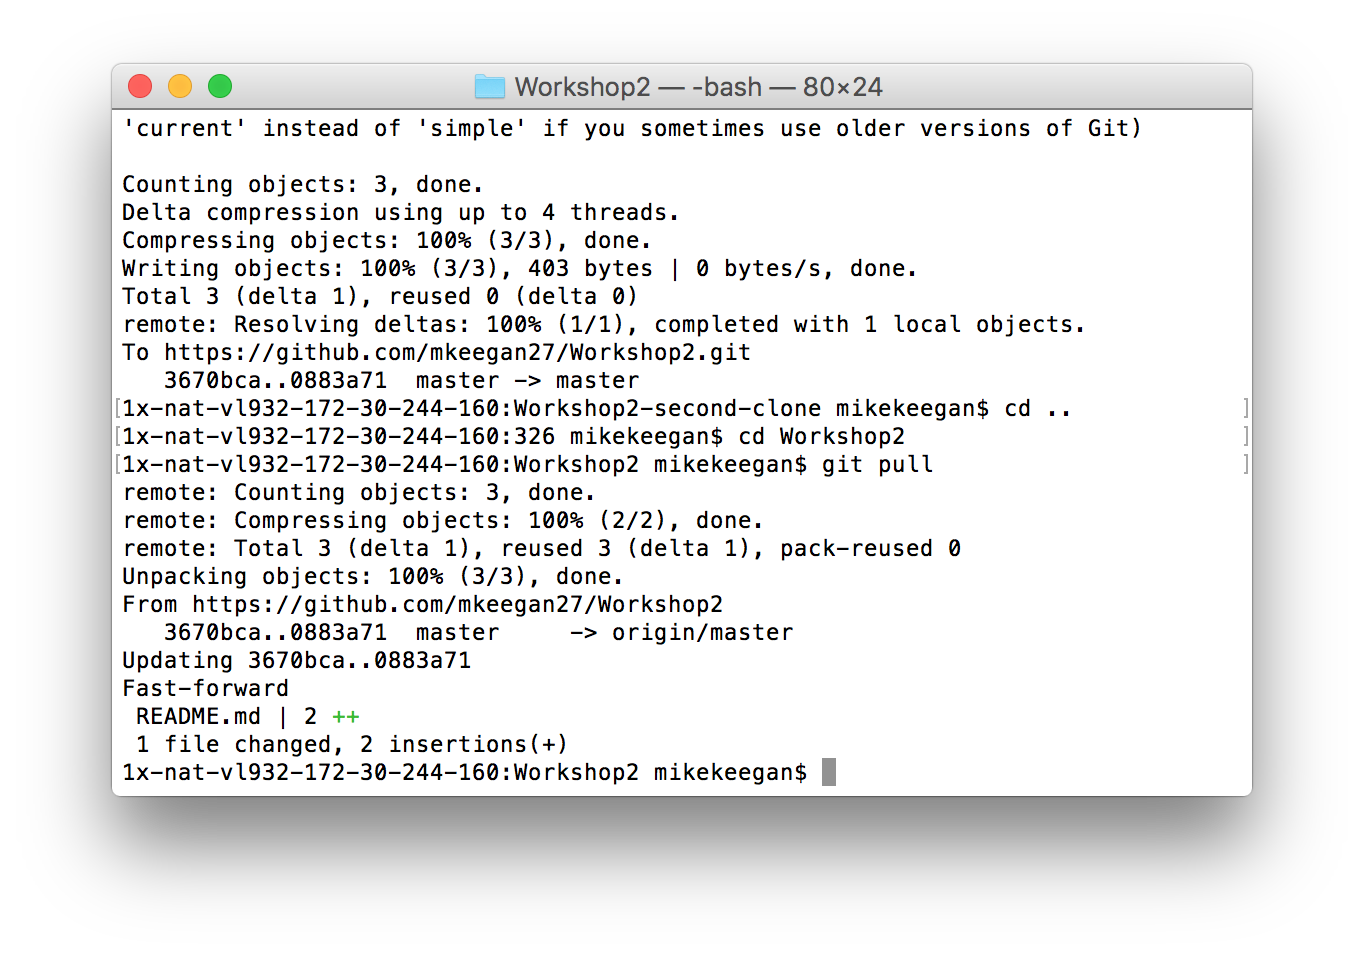 Workshop2 — -bash — 80×24
'current' instead of 'simple' if you sometimes use older versions of Git)
Counting objects: 3, done.
Delta compression using up to 4 threads.
Compressing objects: 100% (3/3), done.
Writing objects: 100% (3/3), 403 bytes | 0 bytes/s, done.
Total 3 (delta 1), reused 0 (delta 0)
remote: Resolving deltas: 100% (1/1), completed with 1 local objects.
To https://github.com/mkeegan27/Workshop2.git
   3670bca..0883a71  master -> master
[1x-nat-vl932-172-30-244-160:Workshop2-second-clone mikekeegan$ cd ..            ]
[1x-nat-vl932-172-30-244-160:326 mikekeegan$ cd Workshop2                        ]
[1x-nat-vl932-172-30-244-160:Workshop2 mikekeegan$ git pull                      ]
remote: Counting objects: 3, done.
remote: Compressing objects: 100% (2/2), done.
remote: Total 3 (delta 1), reused 3 (delta 1), pack-reused 0
Unpacking objects: 100% (3/3), done.
From https://github.com/mkeegan27/Workshop2
   3670bca..0883a71  master     -> origin/master
Updating 3670bca..0883a71
Fast-forward
 README.md | 2 ++
 1 file changed, 2 insertions(+)
1x-nat-vl932-172-30-244-160:Workshop2 mikekeegan$